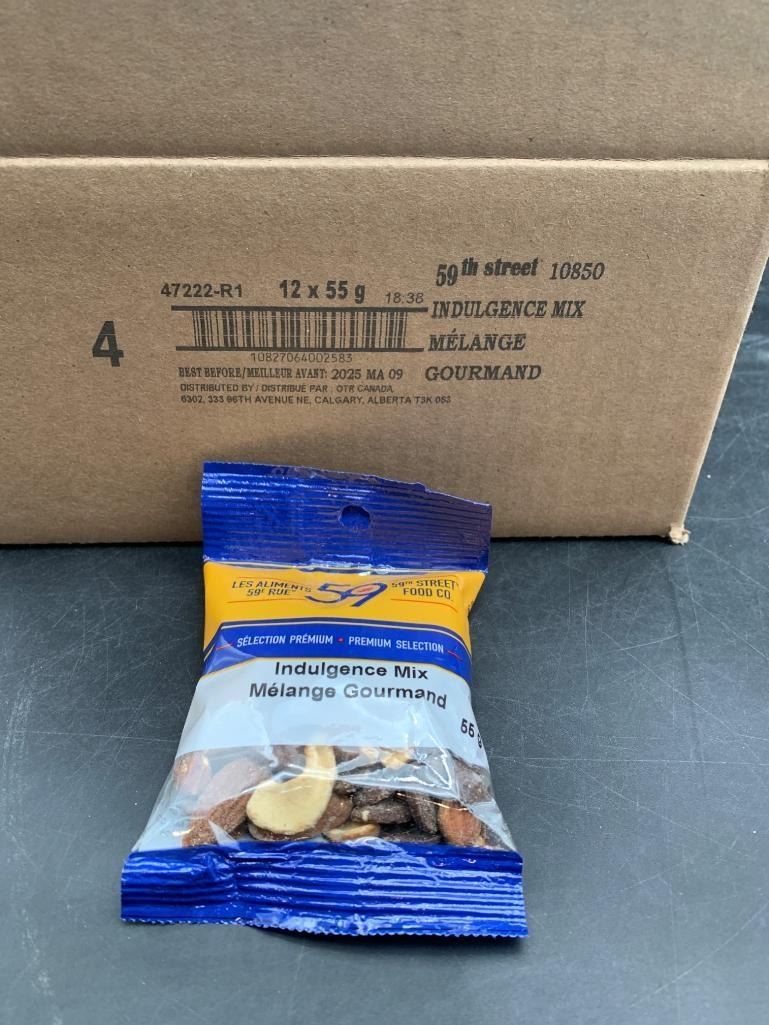 47222-R1 12 x 55 g 18:38
59th street 10850
INDULGENCE MIX
MÉLANGE
GOURMAND
4
10827064002583
BEST BEFORE/MEILLEUR AVANT: 2025 MA 09
DISTRIBUTED BY / DISTRIBUÉ PAR : OTR CANADA
6302, 333 96TH AVENUE NE, CALGARY, ALBERTA T3K 0S3
LES ALIMENTS 59 59TH STREET
59E RUE FOOD CO.
SÉLECTION PRÉMIUM • PREMIUM SELECTION
Indulgence Mix
Mélange Gourmand
55 g